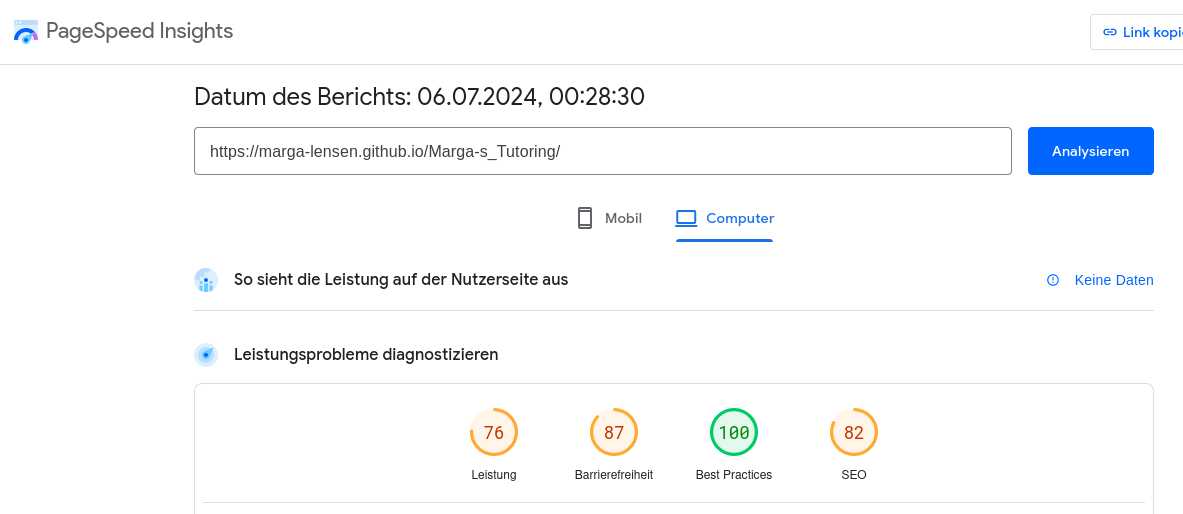 PageSpeed Insights
Link kopi
Datum des Berichts: 06.07.2024, 00:28:30
https://marga-lensen.github.io/Marga-s_Tutoring/
Analysieren
Mobil
Computer
So sieht die Leistung auf der Nutzerseite aus
Keine Daten
Leistungsprobleme diagnostizieren
76 87 100 82
Leistung Barrierefreiheit Best Practices SEO